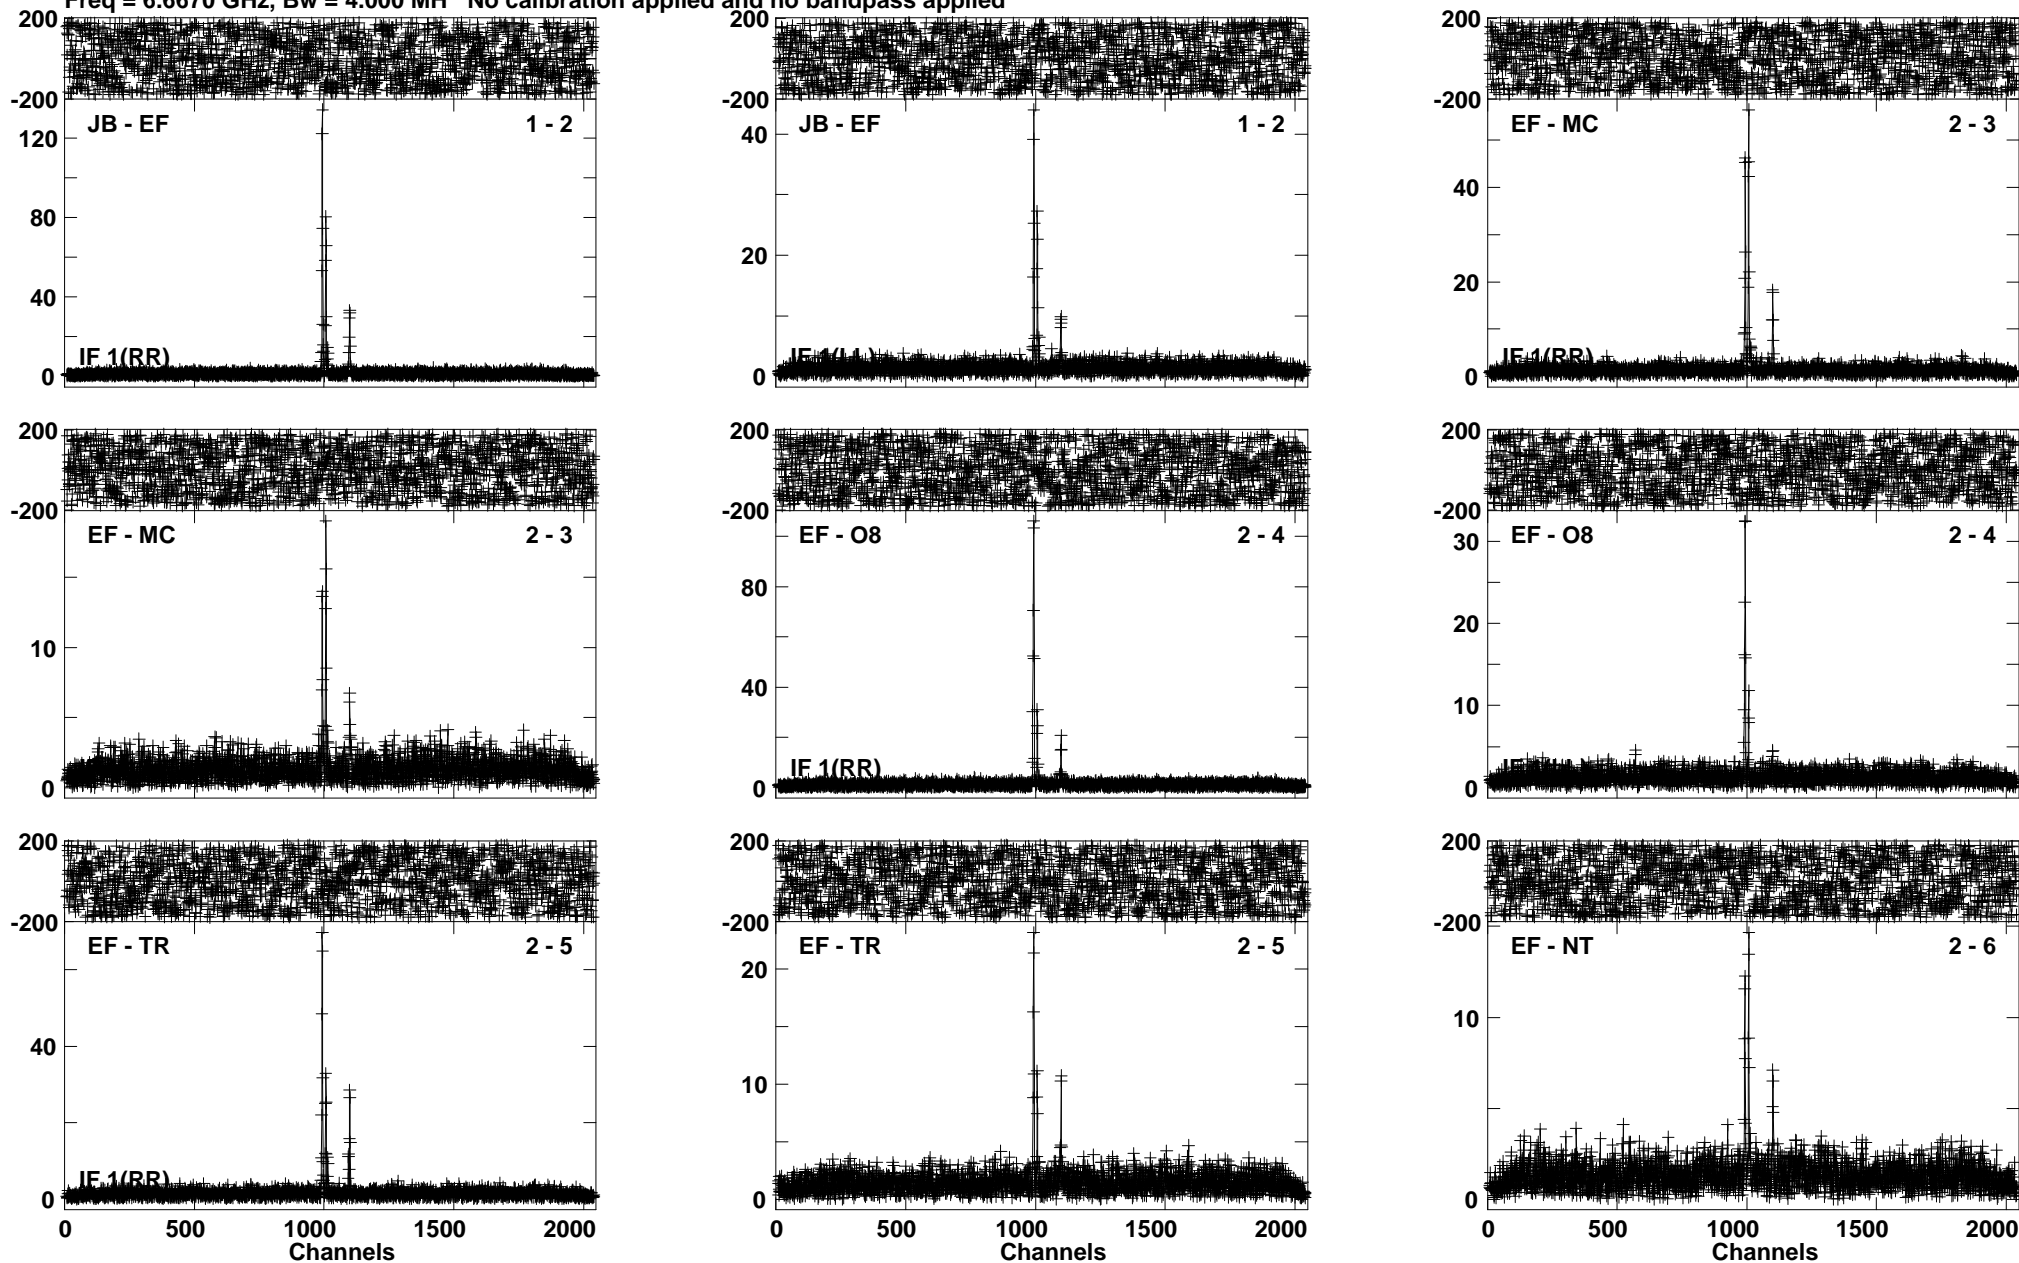 Freq = 6.6670 GHz, Bw = 4.000 MH No calibration applied and no bandpass applied
200 200 200
-200 -200 -200
JB - EF 1 - 2 JB - EF 1 - 2 EF - MC 2 - 3
120 40
80 40
20 20
40
IF 1(RR) IF 1(LL) IF 1(RR)
0 0 0
200 200 200
-200 -200 -200
EF - MC 2 - 3 EF - O8 2 - 4 EF - O8 2 - 4
30
80
20
10
40 10
IF 1(RR)
0 0 0
200 200 200
-200 -200 -200
EF - TR 2 - 5 EF - TR 2 - 5 EF - NT 2 - 6
20
10
40
10
IF 1(RR)
0 0 0
0 500 1000 1500 2000 0 500 1000 1500 2000 0 500 1000 1500 2000
Channels Channels Channels